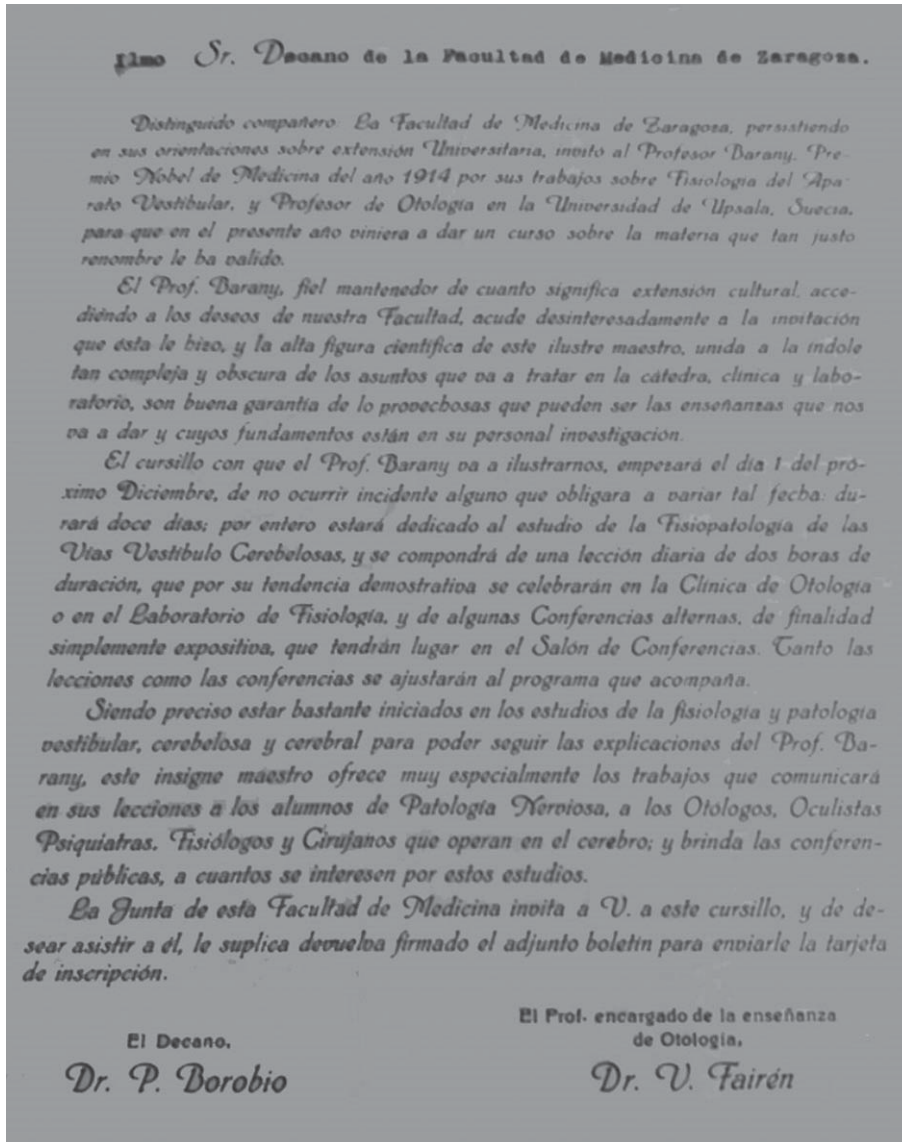 Ilmo Sr. Decano de la Facultad de Medicina de Zaragoza.
Distinguido compañero: La Facultad de Medicina de Zaragoza, persistiendo
en sus orientaciones sobre extensión Universitaria, invitó al Profesor Barany, Pre-
mio Nobel de Medicina del año 1914 por sus trabajos sobre Fisiología del Apa-
rato Vestibular, y Profesor de Otología en la Universidad de Upsala, Suecia,
para que en el presente año viniera a dar un curso sobre la materia que tan justo
renombre le ha valido.
El Prof. Barany, fiel mantenedor de cuanto significa extensión cultural, acce-
diéndo a los deseos de nuestra Facultad, acude desinteresadamente a la invitación
que ésta le hizo, y la alta figura científica de este ilustre maestro, unida a la índole
tan compleja y obscura de los asuntos que va a tratar en la cátedra, clínica y labo-
ratorio, son buena garantía de lo provechosas que pueden ser las enseñanzas que nos
va a dar y cuyos fundamentos están en su personal investigación.
El cursillo con que el Prof. Barany va a ilustrarnos, empezará el día 1 del pró-
ximo Diciembre, de no ocurrir incidente alguno que obligara a variar tal fecha: du-
rará doce días; por entero estará dedicado al estudio de la Fisiopatología de las
Vías Vestíbulo Cerebelosas, y se compondrá de una lección diaria de dos horas de
duración, que por su tendencia demostrativa se celebrarán en la Clínica de Otología
o en el Laboratorio de Fisiología, y de algunas Conferencias alternas, de finalidad
simplemente expositiva, que tendrán lugar en el Salón de Conferencias. Tanto las
lecciones como las conferencias se ajustarán al programa que acompaña.
Siendo preciso estar bastante iniciados en los estudios de la fisiología y patología
vestibular, cerebelosa y cerebral para poder seguir las explicaciones del Prof. Ba-
rany, este insigne maestro ofrece muy especialmente los trabajos que comunicará
en sus lecciones a los alumnos de Patología Nerviosa, a los Otologos, Oculistas
Psiquiatras, Fisiólogos y Cirujanos que operan en el cerebro; y brinda las conferen-
cias públicas, a cuantos se interesen por estos estudios.
La Junta de esta Facultad de Medicina invita a V. a este cursillo, y de de-
sear asistir a él, le suplica devuelva firmado el adjunto boletín para enviarle la tarjeta
de inscripción.
El Decano,
Dr. P. Borobio
El Prof. encargado de la enseñanza
de Otología,
Dr. V. Fairén